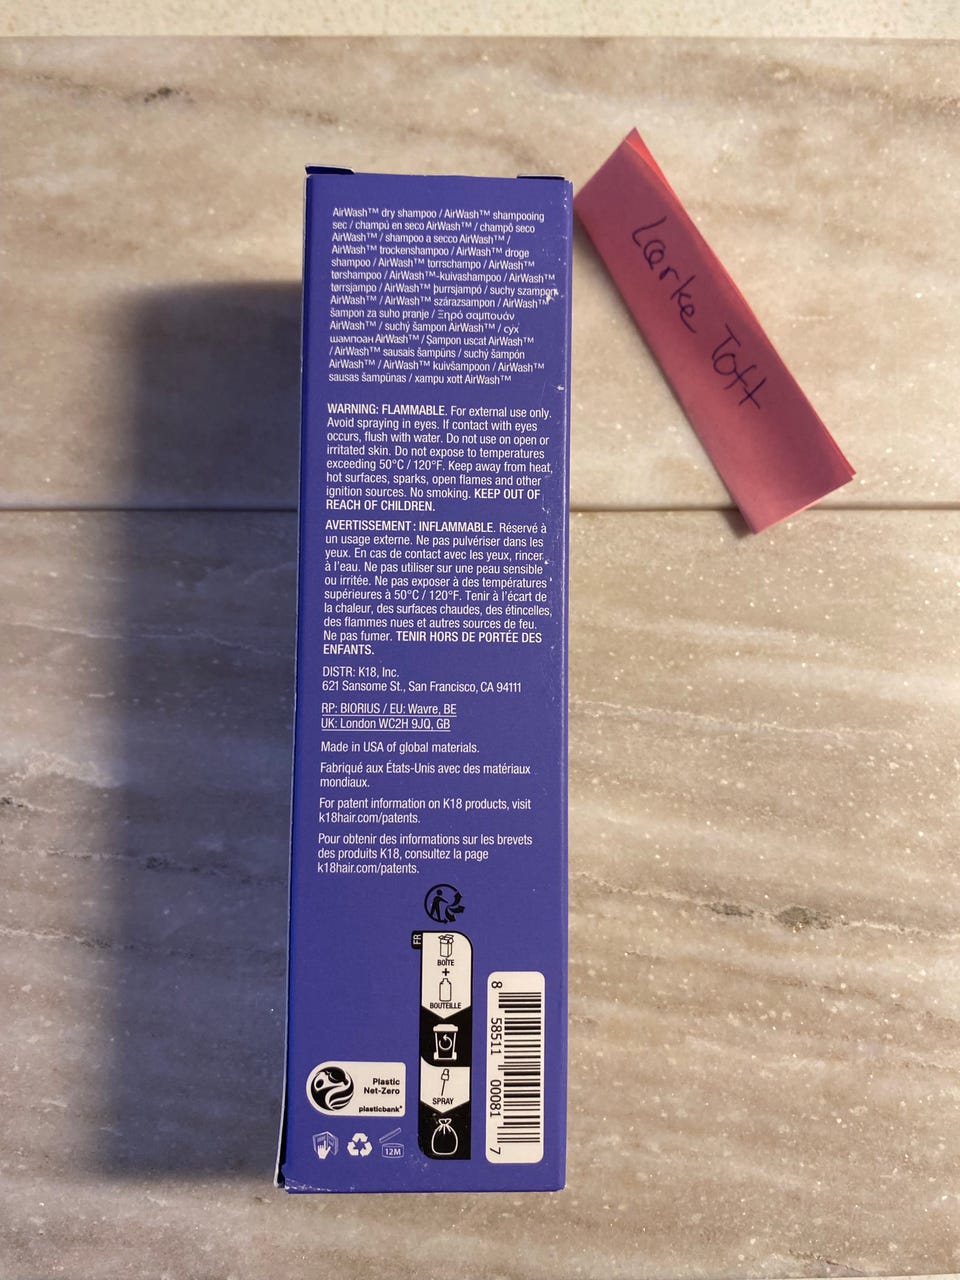 AirWash™ dry shampoo / AirWash™ shampooing
sec / champú en seco AirWash™ / champô seco
AirWash™ / shampoo a secco AirWash™ /
AirWash™ trockenshampoo / AirWash™ droge
shampoo / AirWash™ torrschampo / AirWash™
tørshampoo / AirWash™-kuivashampoo / AirWash™
tørrsjampo / AirWash™ þurrsjampó / suchy szampon
AirWash™ / AirWash™ szárazsampon / AirWash™
šampon za suho pranje / Ξηρό σαμπουάν
AirWash™ / suchý šampon AirWash™ / сух
шампоан AirWash™ / Șampon uscat AirWash™
/ AirWash™ sausais šampūns / suchý šampón
AirWash™ / AirWash™ kuivšampoon / AirWash™
sausas šampūnas / xampu xott AirWash™
WARNING: FLAMMABLE. For external use only.
Avoid spraying in eyes. If contact with eyes
occurs, flush with water. Do not use on open or
irritated skin. Do not expose to temperatures
exceeding 50°C / 120°F. Keep away from heat,
hot surfaces, sparks, open flames and other
ignition sources. No smoking. KEEP OUT OF
REACH OF CHILDREN.
AVERTISSEMENT : INFLAMMABLE. Réservé à
un usage externe. Ne pas pulvériser dans les
yeux. En cas de contact avec les yeux, rincer
à l'eau. Ne pas utiliser sur une peau sensible
ou irritée. Ne pas exposer à des températures
supérieures à 50°C / 120°F. Tenir à l'écart de
la chaleur, des surfaces chaudes, des étincelles,
des flammes nues et autres sources de feu.
Ne pas fumer. TENIR HORS DE PORTÉE DES
ENFANTS.
DISTR: K18, Inc.
621 Sansome St., San Francisco, CA 94111
RP: BIORIUS / EU: Wavre, BE
UK: London WC2H 9JQ, GB
Made in USA of global materials.
Fabriqué aux États-Unis avec des matériaux
mondiaux.
For patent information on K18 products, visit
k18hair.com/patents.
Pour obtenir des informations sur les brevets
des produits K18, consultez la page
k18hair.com/patents.
FR
BOÎTE
+
BOUTEILLE
SPRAY
Plastic
Net-Zero
plasticbank®
12M
8 58511 00081 7
Lærke Toft